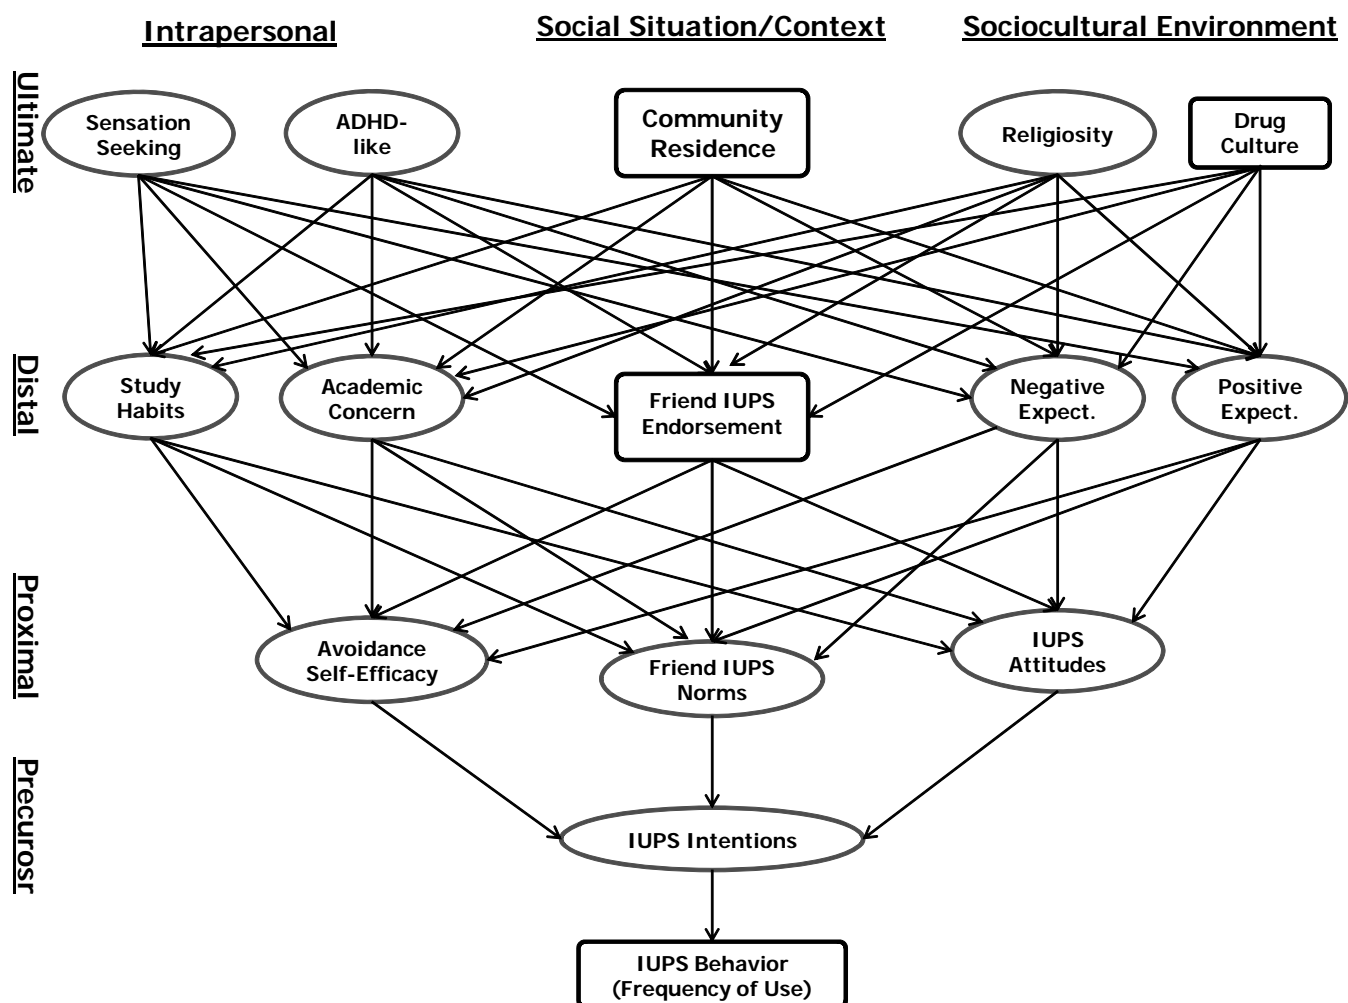 Intrapersonal
Social Situation/Context
Sociocultural Environment
Ultimate
Sensation
Seeking
ADHD-
like
Community
Residence
Religiosity
Drug
Culture
Distal
Study
Habits
Academic
Concern
Friend IUPS
Endorsement
Negative
Expect.
Positive
Expect.
Proximal
Avoidance
Self-Efficacy
Friend IUPS
Norms
IUPS
Attitudes
Precurosr
IUPS Intentions
IUPS Behavior
(Frequency of Use)